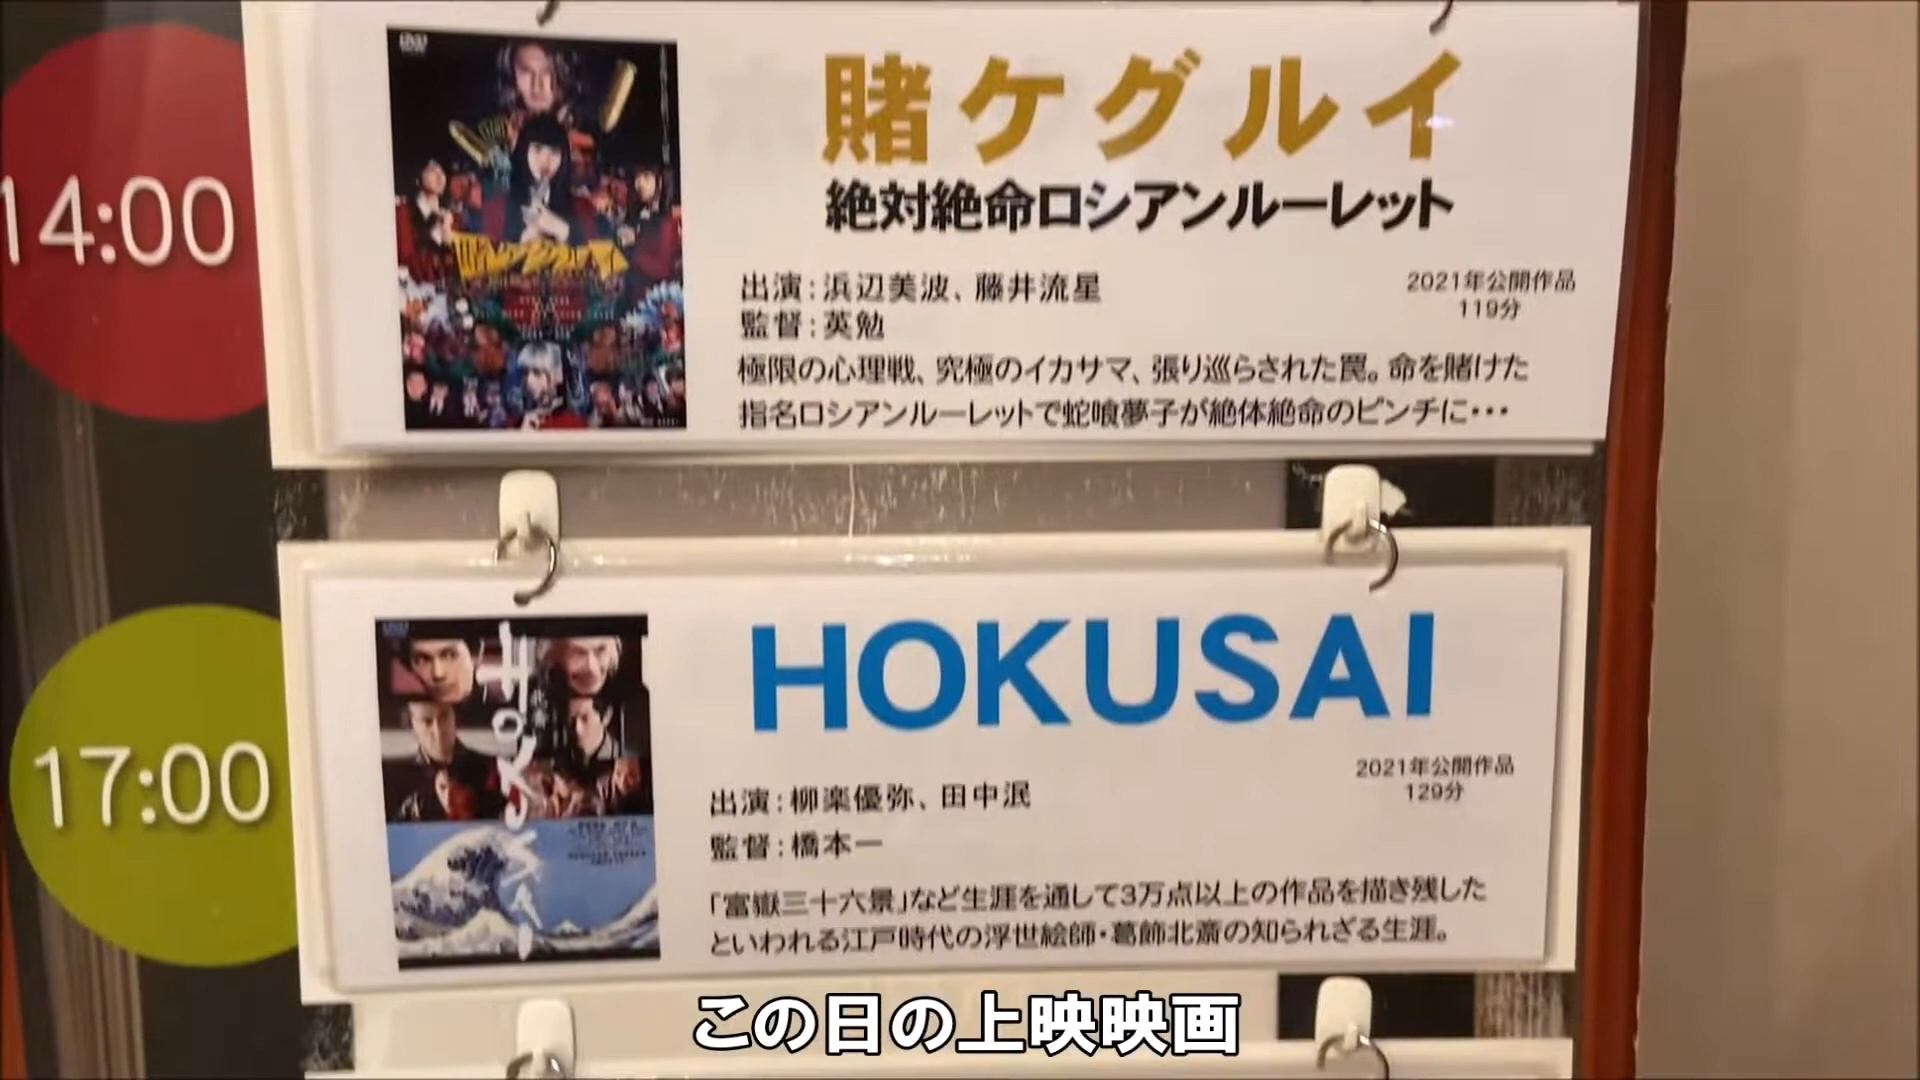 14:00
賭ケグルイ
絶対絶命ロシアンルーレット
出演:浜辺美波、藤井流星
監督:英勉
2021年公開作品
119分
極限の心理戦、究極のイカサマ、張り巡らされた罠。命を賭けた
指名ロシアンルーレットで蛇喰夢子が絶体絶命のピンチに・・・
17:00
HOKUSAI
出演:柳楽優弥、田中泯
監督:橋本一
2021年公開作品
129分
「富嶽三十六景」など生涯を通して3万点以上の作品を描き残した
といわれる江戸時代の浮世絵師・葛飾北斎の知られざる生涯。
この日の上映映画